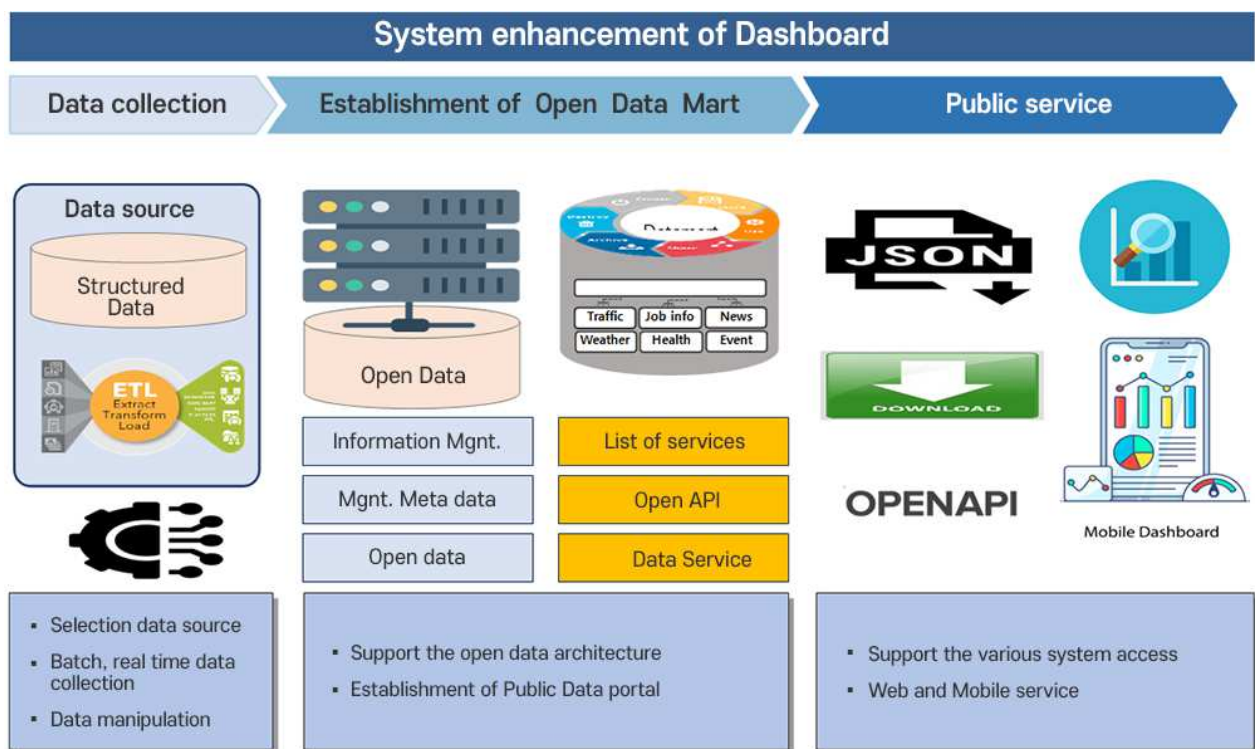 System enhancement of Dashboard
Data collection
Establishment of Open Data Mart
Public service
Data source
Structured
Data
ETL
Extract
Transform
Load
Open Data
Archive
Share
Traffic
Job info
News
Weather
Health
Event
Information Mgnt.
Mgnt. Meta data
Open data
List of services
Open API
Data Service
JSON
DOWNLOAD
OPENAPI
Mobile Dashboard
▪ Selection data source
▪ Batch, real time data
collection
▪ Data manipulation
▪ Support the open data architecture
▪ Establishment of Public Data portal
▪ Support the various system access
▪ Web and Mobile service